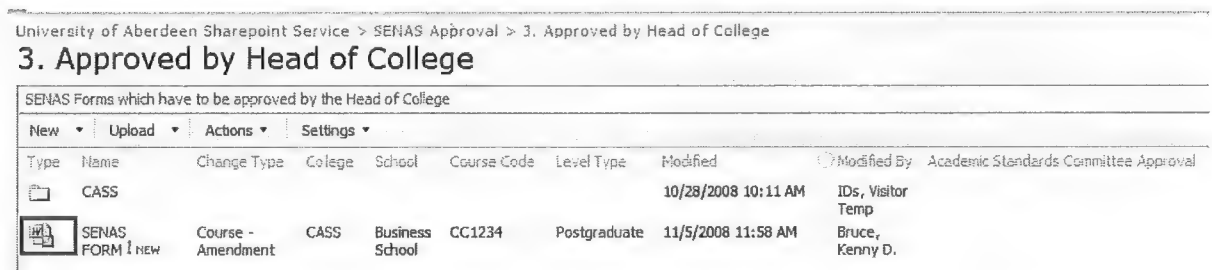 University of Aberdeen Sharepoint Service > SENAS Approval > 3. Approved by Head of College
3. Approved by Head of College
SENAS Forms which have to be approved by the Head of College
New Upload Actions Settings
Type Name Change Type College School Course Code Level Type Modified Modified By Academic Standards Committee Approval
CASS 10/28/2008 10:11 AM IDs, Visitor
Temp
SENAS Course - CASS Business CC1234 Postgraduate 11/5/2008 11:58 AM Bruce,
FORM 1 NEW Amendment School Kenny D.